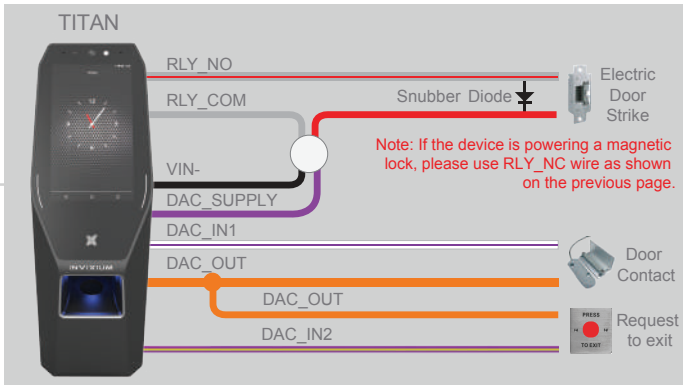 TITAN
RLY_NO
RLY_COM
Snubber Diode
Electric
Door
Strike
Note: If the device is powering a magnetic
lock, please use RLY_NC wire as shown
on the previous page.
VIN-
DAC_SUPPLY
DAC_IN1
DAC_OUT
Door
Contact
DAC_OUT
DAC_IN2
Request
to exit
INVIXIUM
PRESS
TO EXIT
12